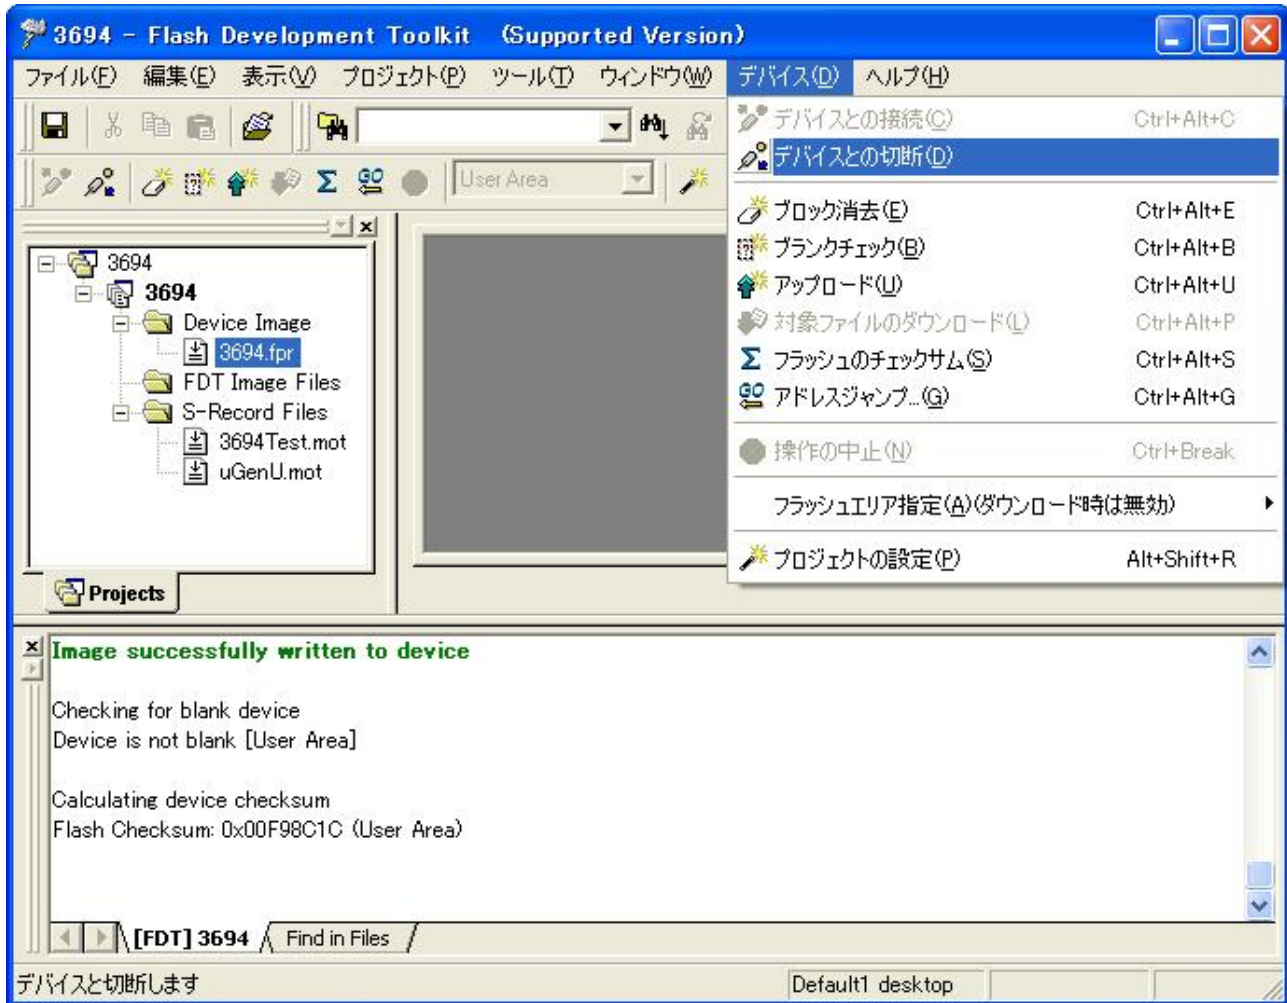 3694 - Flash Development Toolkit (Supported Version)
ファイル(F) 編集(E) 表示(V) プロジェクト(P) ツール(T) ウィンドウ(W) デバイス(D) ヘルプ(H)
デバイスとの接続(C) Ctrl+Alt+C
デバイスとの切断(D)
User Area
ブロック消去(E) Ctrl+Alt+E
ブランクチェック(B) Ctrl+Alt+B
アップロード(U) Ctrl+Alt+U
対象ファイルのダウンロード(L) Ctrl+Alt+P
フラッシュのチェックサム(S) Ctrl+Alt+S
アドレスジャンプ...(G) Ctrl+Alt+G
操作の中止(N) Ctrl+Break
フラッシュエリア指定(A)(ダウンロード時は無効)
プロジェクトの設定(P) Alt+Shift+R
3694
3694
Device Image
3694.fpr
FDT Image Files
S-Record Files
3694Test.mot
uGenU.mot
Projects
Image successfully written to device
Checking for blank device
Device is not blank [User Area]
Calculating device checksum
Flash Checksum: 0x00F98C1C (User Area)
[FDT] 3694 Find in Files
デバイスと切断します Default1 desktop